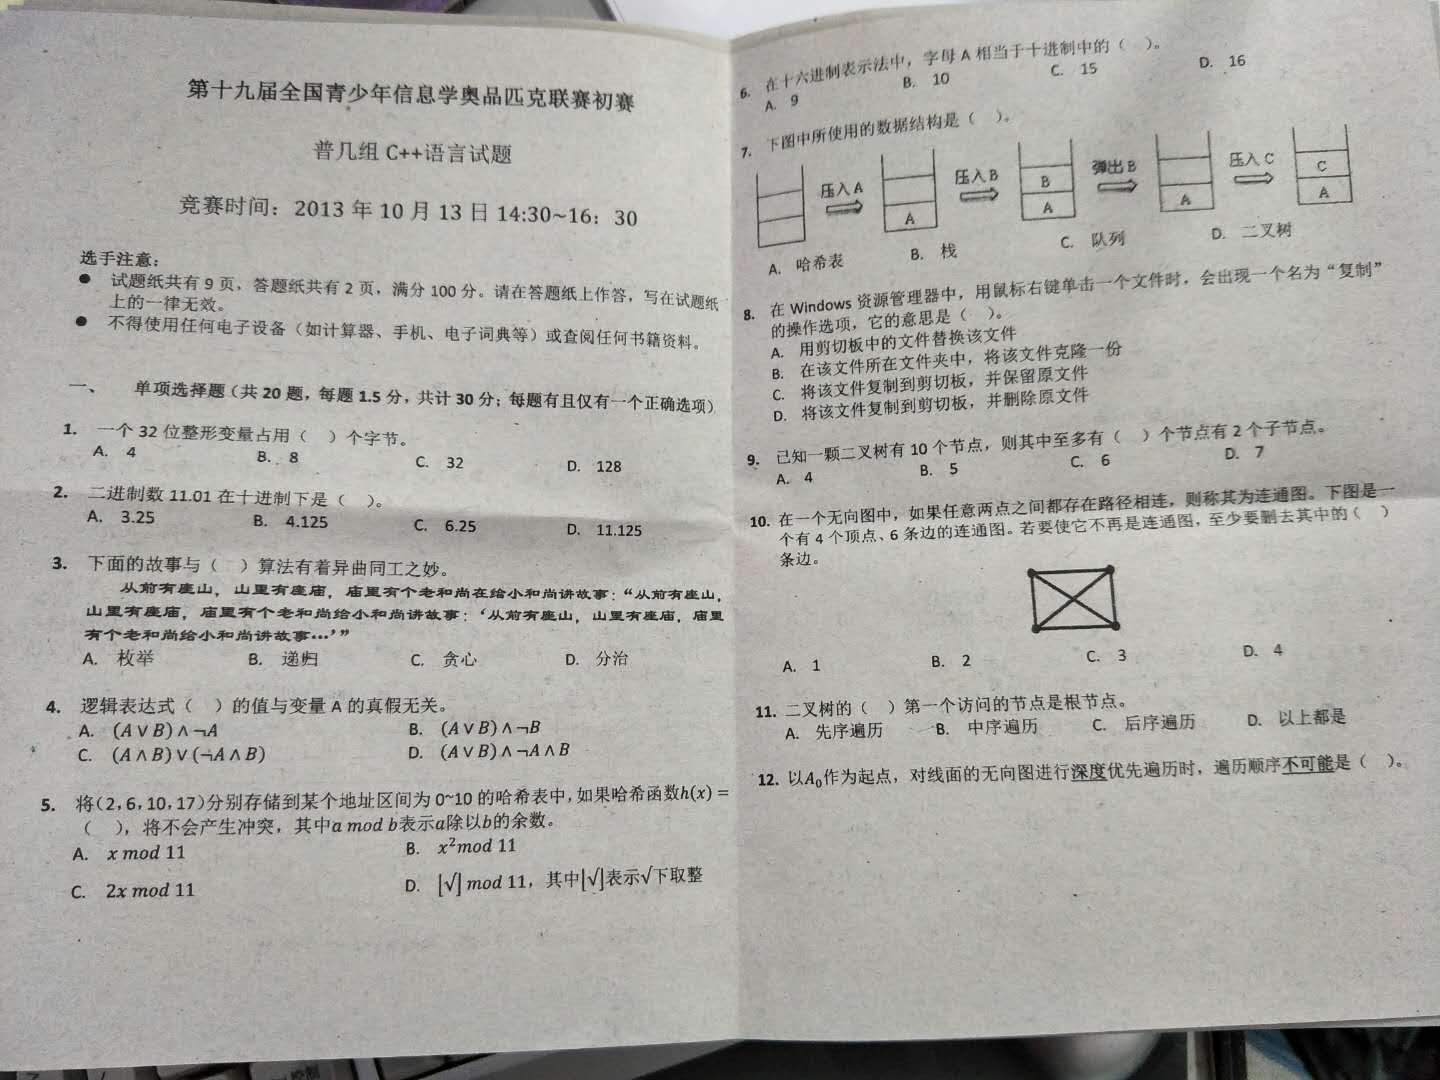 第十九届全国青少年信息学奥品匹克联赛初赛
普几组 C++语言试题
竞赛时间：2013 年 10 月 13 日 14:30~16：30
选手注意：
● 试题纸共有 9 页，答题纸共有 2 页，满分 100 分。请在答题纸上作答，写在试题纸
上的一律无效。
● 不得使用任何电子设备（如计算器、手机、电子词典等）或查阅任何书籍资料。
一、 单项选择题（共 20 题，每题 1.5 分，共计 30 分；每题有且仅有一个正确选项）
1. 一个 32 位整形变量占用（ ）个字节。
A. 4 B. 8 C. 32 D. 128
2. 二进制数 11.01 在十进制下是（ ）。
A. 3.25 B. 4.125 C. 6.25 D. 11.125
3. 下面的故事与（ ）算法有着异曲同工之妙。
从前有座山，山里有座庙，庙里有个老和尚在给小和尚讲故事：“从前有座山，
山里有座庙，庙里有个老和尚给小和尚讲故事：‘从前有座山，山里有座庙，庙里
有个老和尚给小和尚讲故事…’”
A. 枚举 B. 递归 C. 贪心 D. 分治
4. 逻辑表达式（ ）的值与变量 A 的真假无关。
A. (A ∨ B) ∧ ¬A B. (A ∨ B) ∧ ¬B
C. (A ∧ B) ∨ (¬A ∧ B) D. (A ∨ B) ∧ ¬A ∧ B
5. 将(2, 6, 10, 17)分别存储到某个地址区间为 0~10 的哈希表中，如果哈希函数h(x) =
（ ），将不会产生冲突，其中a mod b表示a除以b的余数。
A. x mod 11 B. x²mod 11
C. 2x mod 11 D. ⌊√⌋ mod 11，其中⌊√⌋表示√下取整
6. 在十六进制表示法中，字母 A 相当于十进制中的（ ）。
A. 9 B. 10 C. 15 D. 16
7. 下图中所使用的数据结构是（ ）。
压入 A 压入 B 弹出 B 压入 C
B C
A A A A
A. 哈希表 B. 栈 C. 队列 D. 二叉树
8. 在 Windows 资源管理器中，用鼠标右键单击一个文件时，会出现一个名为“复制”
的操作选项，它的意思是（ ）。
A. 用剪切板中的文件替换该文件
B. 在该文件所在文件夹中，将该文件克隆一份
C. 将该文件复制到剪切板，并保留原文件
D. 将该文件复制到剪切板，并删除原文件
9. 己知一颗二叉树有 10 个节点，则其中至多有（ ）个节点有 2 个子节点。
A. 4 B. 5 C. 6 D. 7
10. 在一个无向图中，如果任意两点之间都存在路径相连，则称其为连通图。下图是一
个有 4 个顶点、6 条边的连通图。若要使它不再是连通图，至少要删去其中的（ ）
条边。
A. 1 B. 2 C. 3 D. 4
11. 二叉树的（ ）第一个访问的节点是根节点。
A. 先序遍历 B. 中序遍历 C. 后序遍历 D. 以上都是
12. 以A₀作为起点，对线面的无向图进行深度优先遍历时，遍历顺序不可能是（ ）。